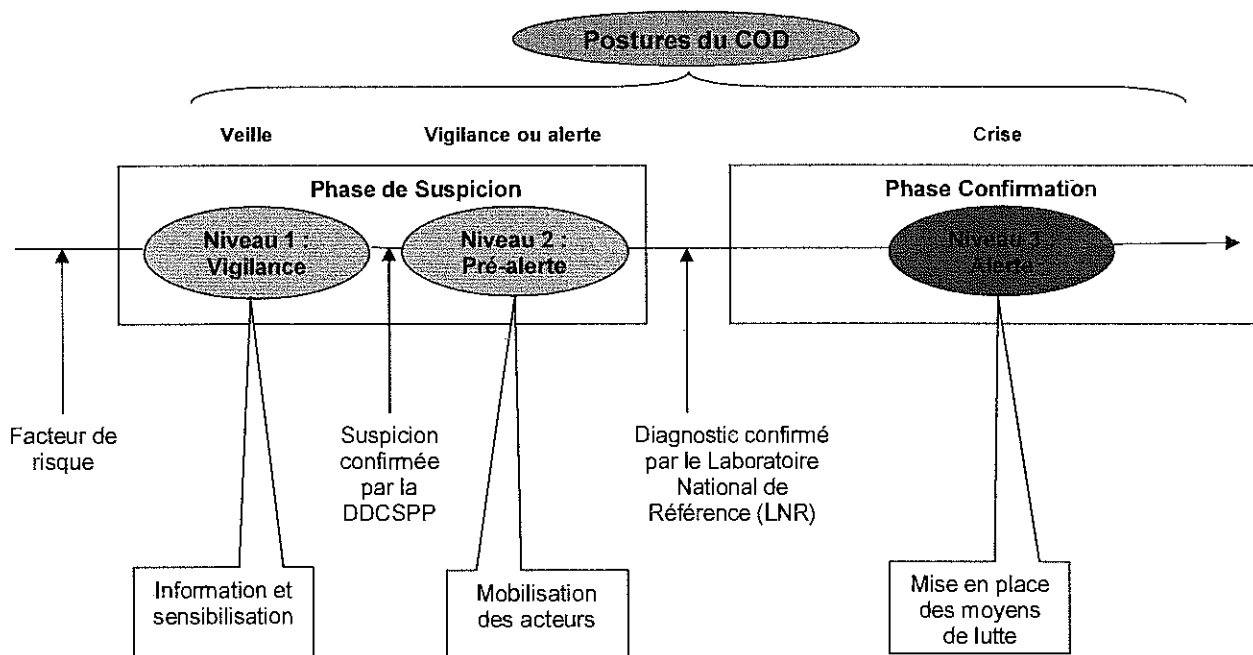 Postures du COD
Veille
Vigilance ou alerte
Crise
Phase de Suspicion
Phase Confirmation
Niveau 1 :
Vigilance
Niveau 2 :
Pré-alerte
Niveau 3 :
Alerte
Facteur de
risque
Suspicion
confirmée
par la
DDCSPP
Diagnostic confirmé
par le Laboratoire
National de
Référence (LNR)
Information et
sensibilisation
Mobilisation
des acteurs
Mise en place
des moyens
de lutte